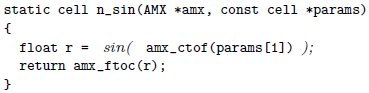 static cell n_sin(AMX *amx, const cell *params)
{
  float r = sin( amx_ctof(params[1]) );
  return amx_ftoc(r);
}